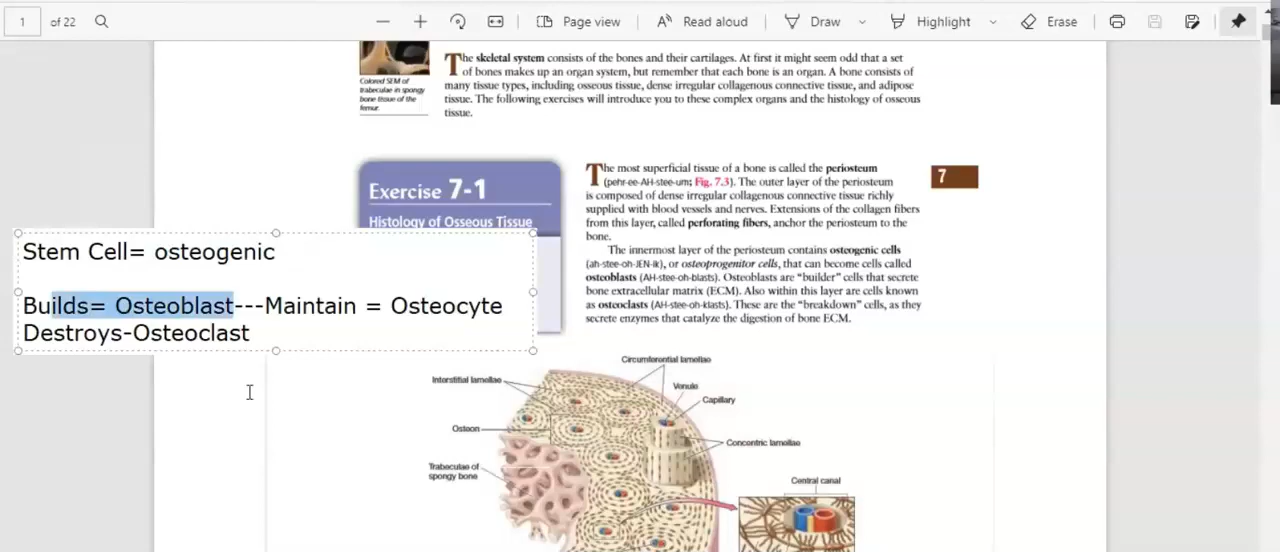 1 of 22
Page view
Read aloud
Draw
Highlight
Erase
Colored SEM of
trabeculae in spongy
bone tissue of the
femur.
The skeletal system consists of the bones and their cartilages. At first it might seem odd that a set
of bones makes up an organ system, but remember that each bone is an organ. A bone consists of
many tissue types, including osseous tissue, dense irregular collagenous connective tissue, and adipose
tissue. The following exercises will introduce you to these complex organs and the histology of osseous
tissue.
Exercise 7-1
Histology of Osseous Tissue
The most superficial tissue of a bone is called the periosteum
(pehr-ee-AH-stee-um; Fig. 7.3). The outer layer of the periosteum
is composed of dense irregular collagenous connective tissue richly
supplied with blood vessels and nerves. Extensions of the collagen fibers
from this layer, called perforating fibers, anchor the periosteum to the
bone.
The innermost layer of the periosteum contains osteogenic cells
(ah-stee-oh-JEN-ik), or osteoprogenitor cells, that can become cells called
osteoblasts (AH-stee-oh-blasts). Osteoblasts are “builder” cells that secrete
bone extracellular matrix (ECM). Also within this layer are cells known
as osteoclasts (AH-stee-oh-klasts). These are the “breakdown” cells, as they
secrete enzymes that catalyze the digestion of bone ECM.
7
Stem Cell= osteogenic
Builds= Osteoblast---Maintain = Osteocyte
Destroys-Osteoclast
Circumferential lamellae
Interstitial lamellae
Venule
Capillary
Osteon
Concentric lamellae
Trabeculae of
spongy bone
Central canal